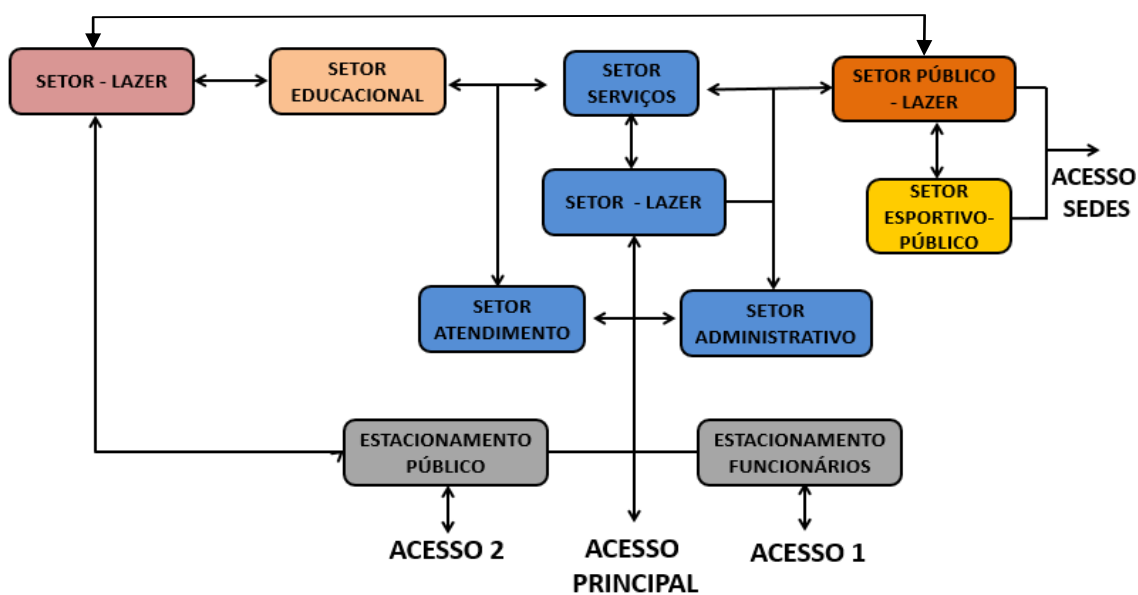 SETOR - LAZER
SETOR
EDUCACIONAL
SETOR
SERVIÇOS
SETOR PÚBLICO
- LAZER
ACESSO
SEDES
SETOR - LAZER
SETOR
ESPORTIVO-
PÚBLICO
SETOR
ATENDIMENTO
SETOR
ADMINISTRATIVO
ESTACIONAMENTO
PÚBLICO
ESTACIONAMENTO
FUNCIONÁRIOS
ACESSO 2
ACESSO
PRINCIPAL
ACESSO 1